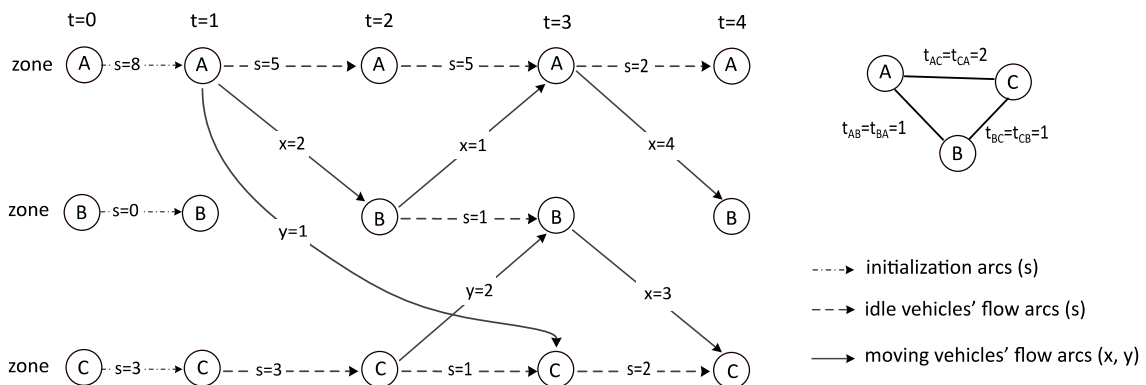 t=0 t=1 t=2 t=3 t=4
zone A s=8 A s=5 A s=5 A s=2 A
x=2 x=1 x=4
zone B s=0 B B s=1 B B
y=1 y=2 x=3
zone C s=3 C s=3 C s=1 C s=2 C
t_AC=t_CA=2
A C
t_AB=t_BA=1 t_BC=t_CB=1
B
initialization arcs (s)
idle vehicles' flow arcs (s)
moving vehicles' flow arcs (x, y)